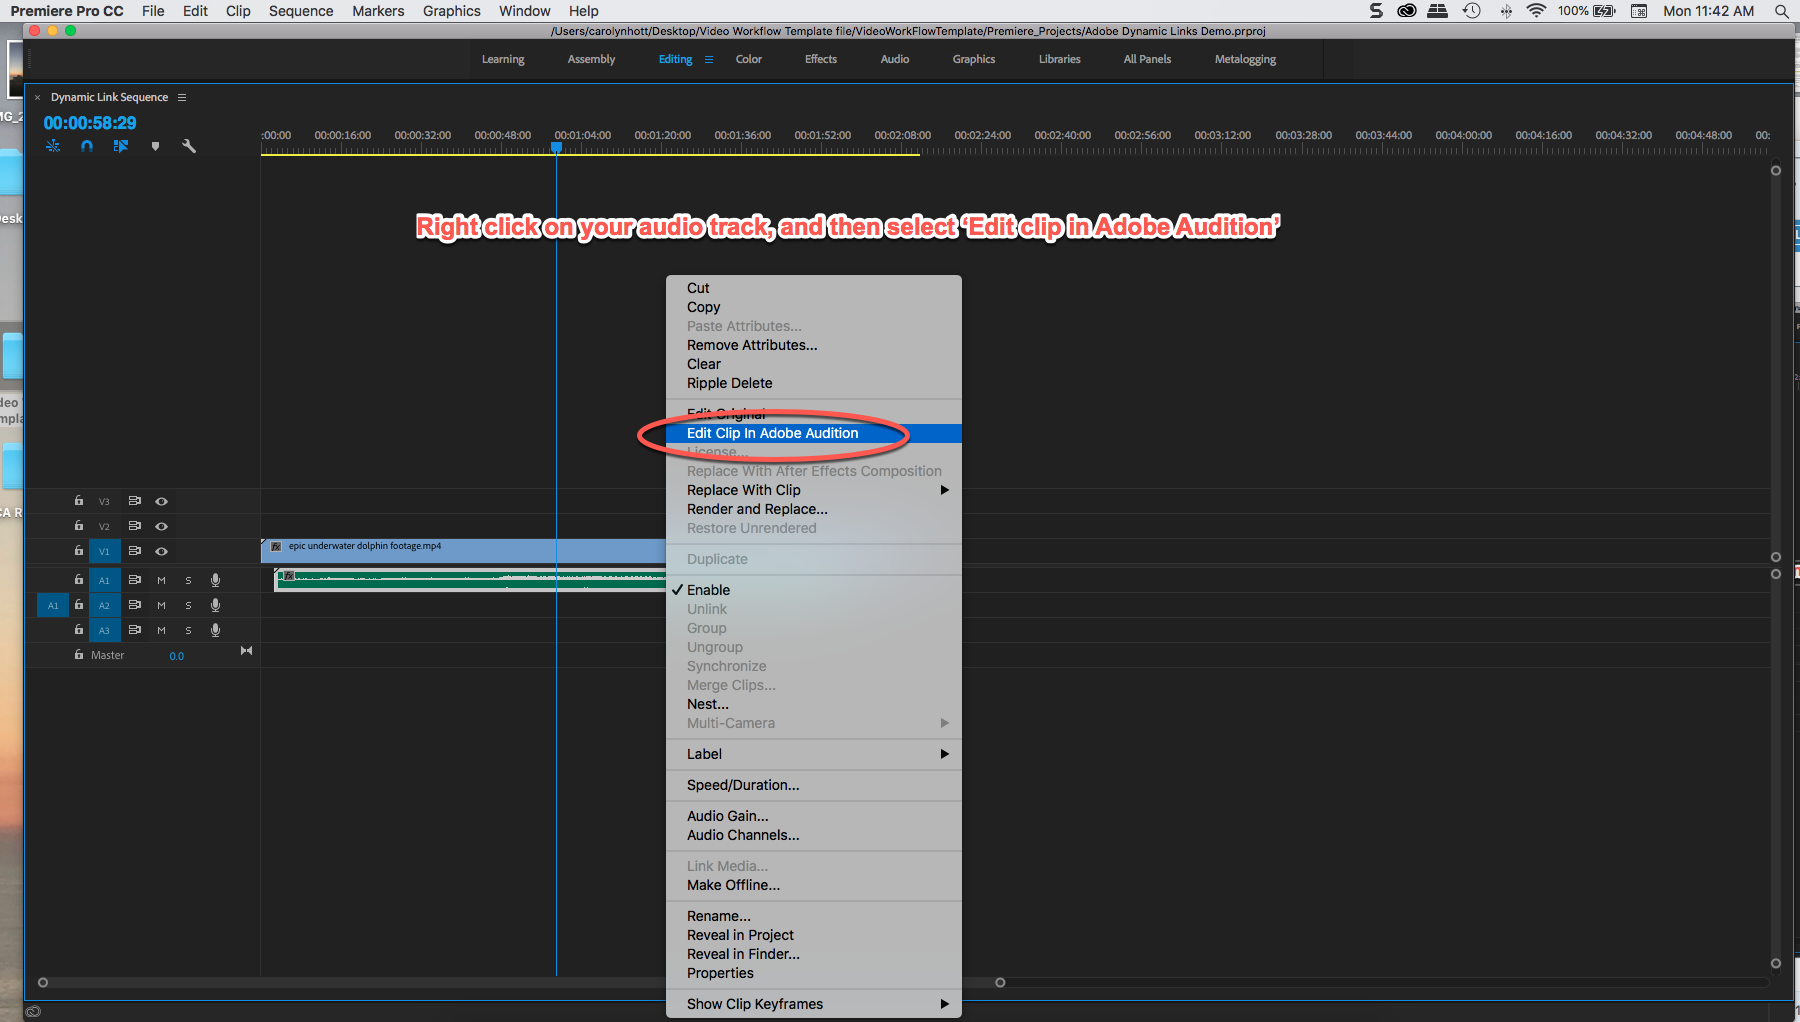 Premiere Pro CC File Edit Clip Sequence Markers Graphics Window Help 100% Mon 11:42 AM
/Users/carolynhott/Desktop/Video Workflow Template file/VideoWorkFlowTemplate/Premiere_Projects/Adobe Dynamic Links Demo.prproj
Learning Assembly Editing Color Effects Audio Graphics Libraries All Panels Metalogging
Dynamic Link Sequence
00:00:58:29
:00:00 00:00:16:00 00:00:32:00 00:00:48:00 00:01:04:00 00:01:20:00 00:01:36:00 00:01:52:00 00:02:08:00 00:02:24:00 00:02:40:00 00:02:56:00 00:03:12:00 00:03:28:00 00:03:44:00 00:04:00:00 00:04:16:00 00:04:32:00 00:04:48:00 00:
Right click on your audio track, and then select ‘Edit clip in Adobe Audition’
Cut
Copy
Paste Attributes...
Remove Attributes...
Clear
Ripple Delete
Edit Original
Edit Clip In Adobe Audition
License...
Replace With After Effects Composition
Replace With Clip
Render and Replace...
Restore Unrendered
Duplicate
Enable
Unlink
Group
Ungroup
Synchronize
Merge Clips...
Nest...
Multi-Camera
Label
Speed/Duration...
Audio Gain...
Audio Channels...
Link Media...
Make Offline...
Rename...
Reveal in Project
Reveal in Finder...
Properties
Show Clip Keyframes
V3
V2
V1 fx epic underwater dolphin footage.mp4
A1 M S fx
A1 A2 M S
A3 M S
Master 0.0